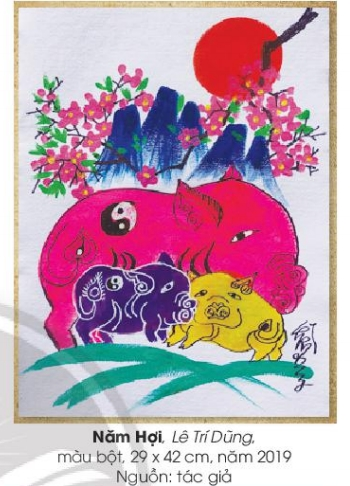 Năm Hợi, Lê Trí Dũng,
màu bột, 29 x 42 cm, năm 2019
Nguồn: tác giả